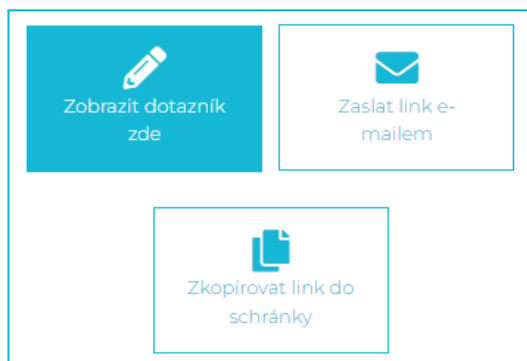 Zobrazit dotazník
zde
Zaslat link e-
mailem
Zkopírovat link do
schránky